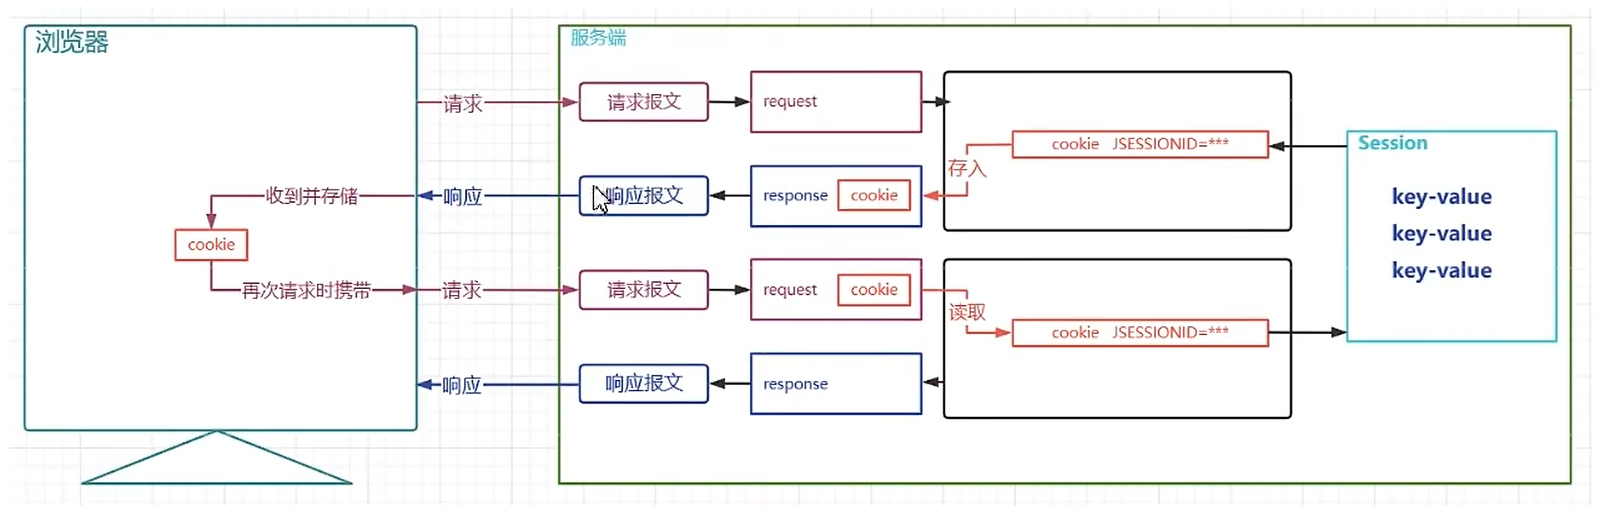 浏览器
服务端
请求
请求报文
request
cookie JSESSIONID=***
Session
存入
收到并存储
响应
响应报文
response
cookie
key-value
key-value
key-value
cookie
再次请求时携带
请求
请求报文
request
cookie
读取
cookie JSESSIONID=***
响应
响应报文
response